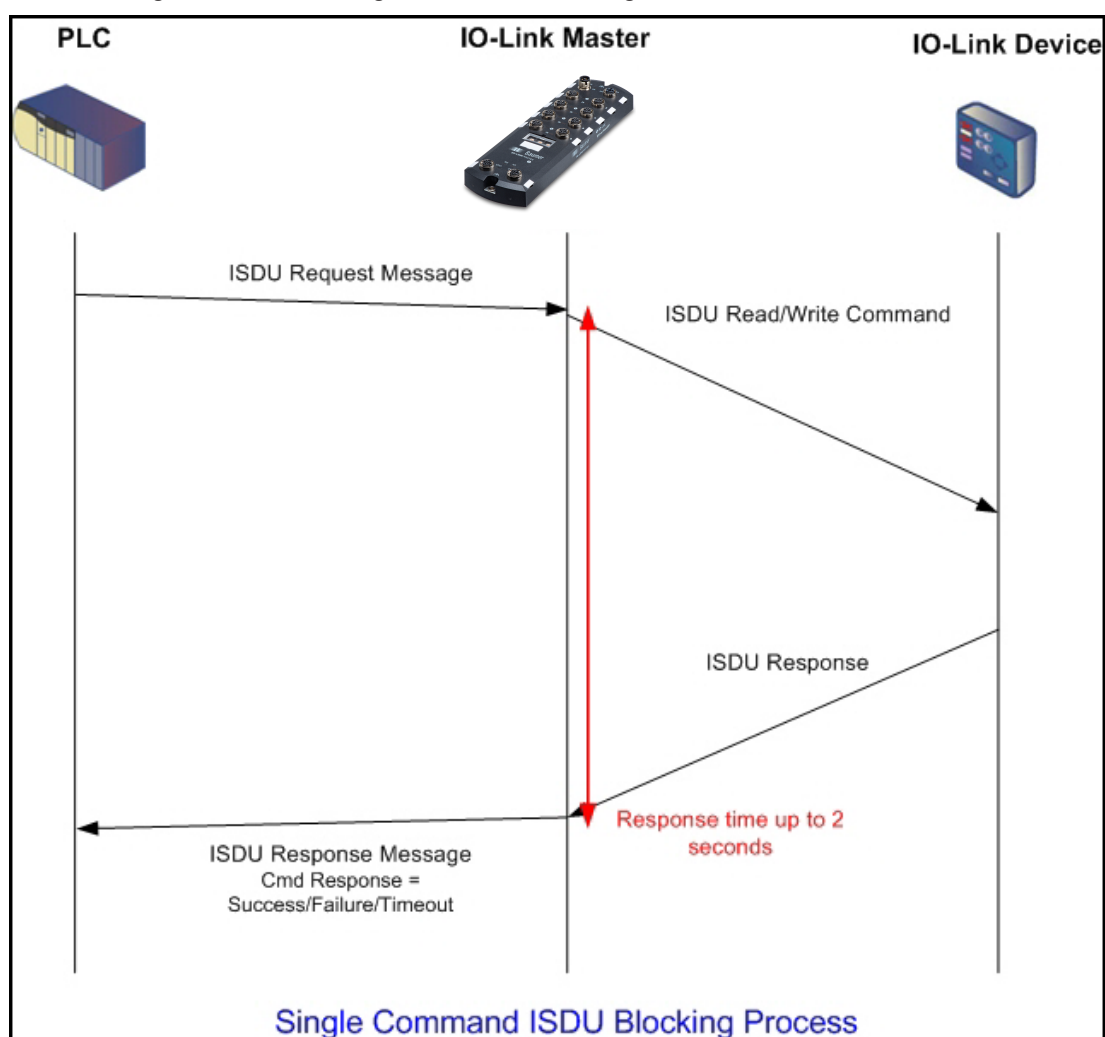 PLC
IO-Link Master
IO-Link Device
ISDU Request Message
ISDU Read/Write Command
ISDU Response
Response time up to 2
seconds
ISDU Response Message
Cmd Response =
Success/Failure/Timeout
Single Command ISDU Blocking Process